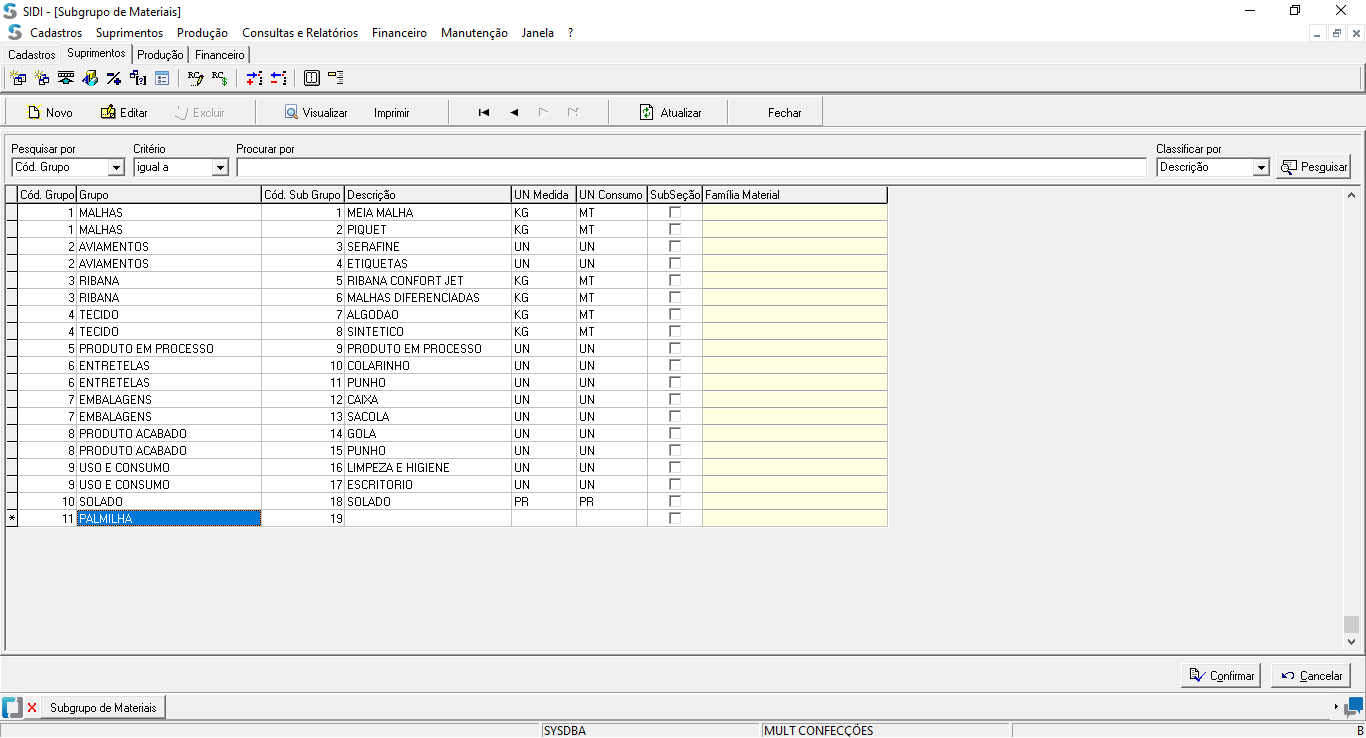 SIDI - [Subgrupo de Materiais]
Cadastros Suprimentos Produção Consultas e Relatórios Financeiro Manutenção Janela ?
Cadastros Suprimentos Produção Financeiro
Novo Editar Excluir Visualizar Imprimir Atualizar Fechar
Pesquisar por Critério Procurar por Classificar por
Cód. Grupo igual a Descrição Pesquisar
Cód. Grupo Grupo Cód. Sub Grupo Descrição UN Medida UN Consumo SubSeção Família Material
1 MALHAS 1 MEIA MALHA KG MT
1 MALHAS 2 PIQUET KG MT
2 AVIAMENTOS 3 SERAFINE UN UN
2 AVIAMENTOS 4 ETIQUETAS UN UN
3 RIBANA 5 RIBANA CONFORT JET KG MT
3 RIBANA 6 MALHAS DIFERENCIADAS KG MT
4 TECIDO 7 ALGODAO KG MT
4 TECIDO 8 SINTETICO KG MT
5 PRODUTO EM PROCESSO 9 PRODUTO EM PROCESSO UN UN
6 ENTRETELAS 10 COLARINHO UN UN
6 ENTRETELAS 11 PUNHO UN UN
7 EMBALAGENS 12 CAIXA UN UN
7 EMBALAGENS 13 SACOLA UN UN
8 PRODUTO ACABADO 14 GOLA UN UN
8 PRODUTO ACABADO 15 PUNHO UN UN
9 USO E CONSUMO 16 LIMPEZA E HIGIENE UN UN
9 USO E CONSUMO 17 ESCRITORIO UN UN
10 SOLADO 18 SOLADO PR PR
* 11 PALMILHA 19
Confirmar Cancelar
Subgrupo de Materiais
SYSDBA MULT CONFECÇÕES B